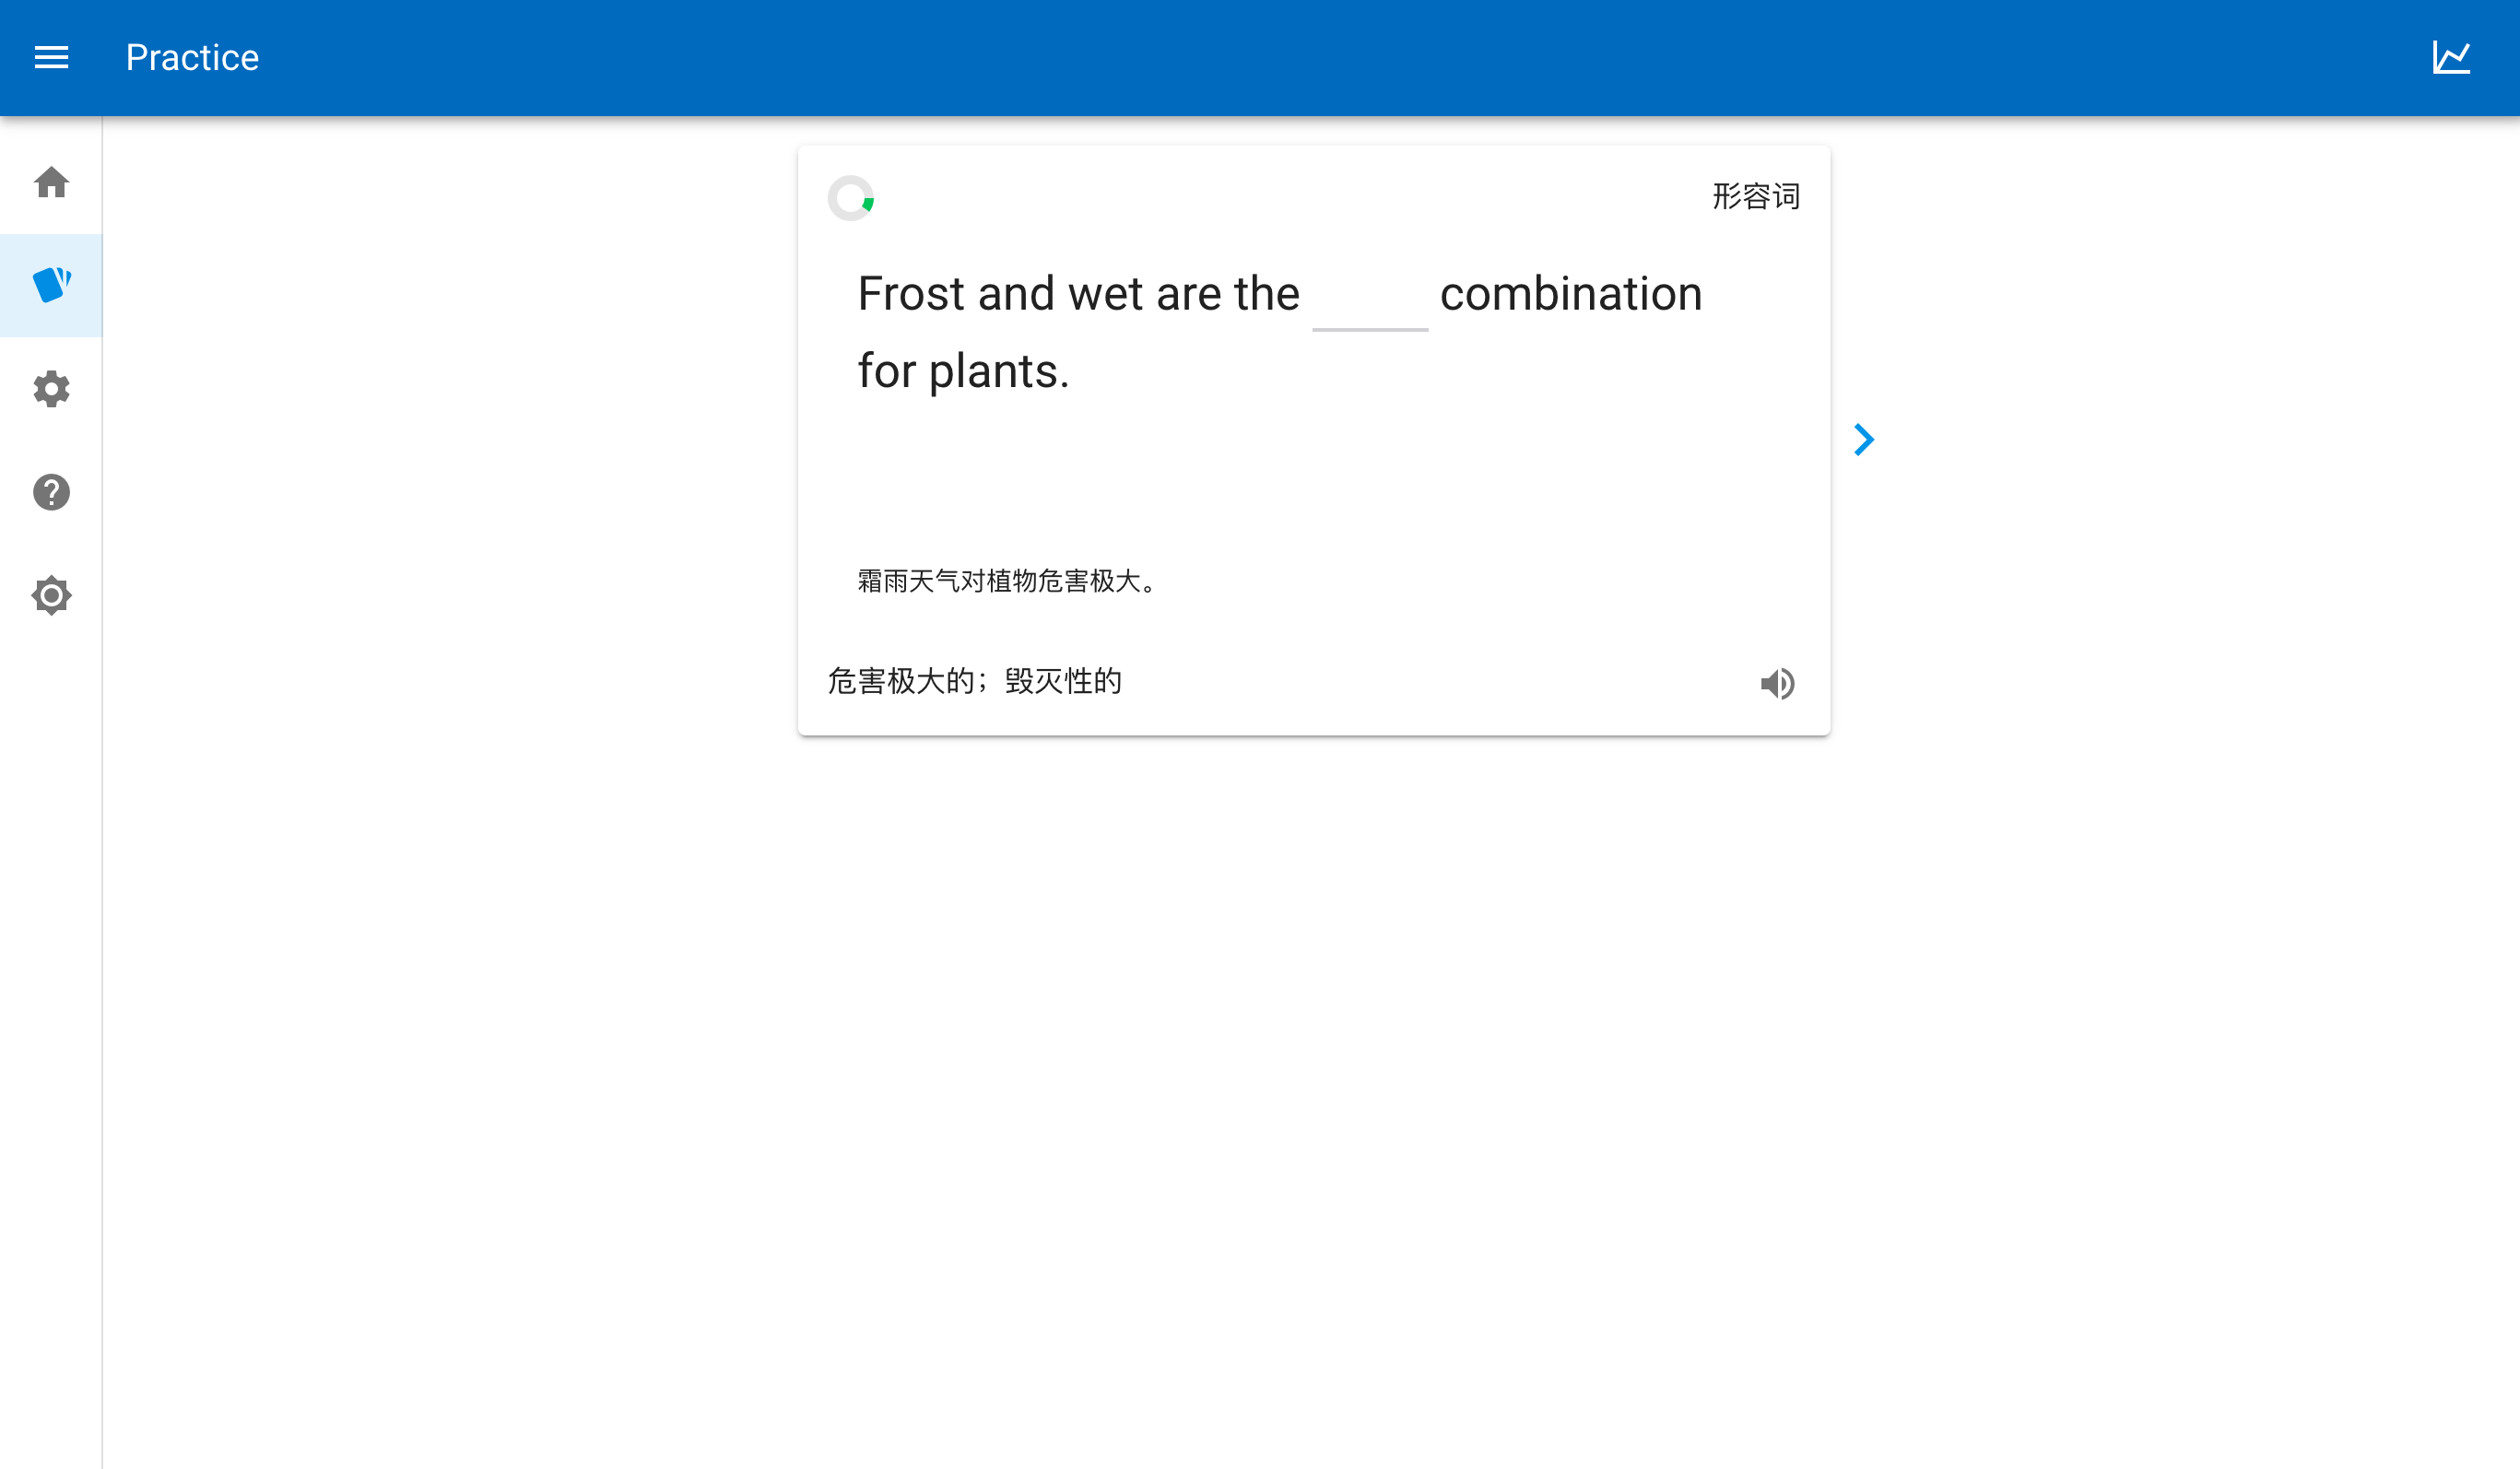 Practice
形容词
Frost and wet are the _____ combination
for plants.
霜雨天气对植物危害极大。
危害极大的；毁灭性的